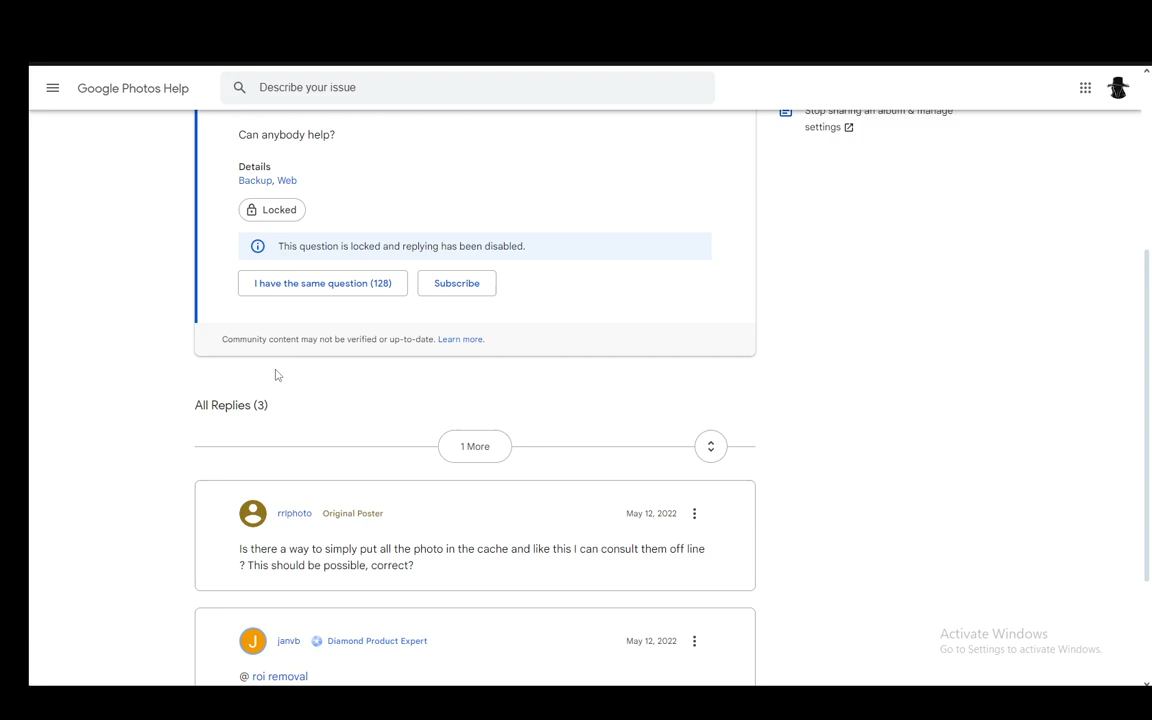 Google Photos Help
Describe your issue
Stop sharing an album & manage
settings
Can anybody help?
Details
Backup, Web
Locked
This question is locked and replying has been disabled.
I have the same question (128)
Subscribe
Community content may not be verified or up-to-date. Learn more.
All Replies (3)
1 More
rrlphoto Original Poster May 12, 2022
Is there a way to simply put all the photo in the cache and like this I can consult them off line
? This should be possible, correct?
J janvb Diamond Product Expert May 12, 2022
@ roi removal
Activate Windows
Go to Settings to activate Windows.